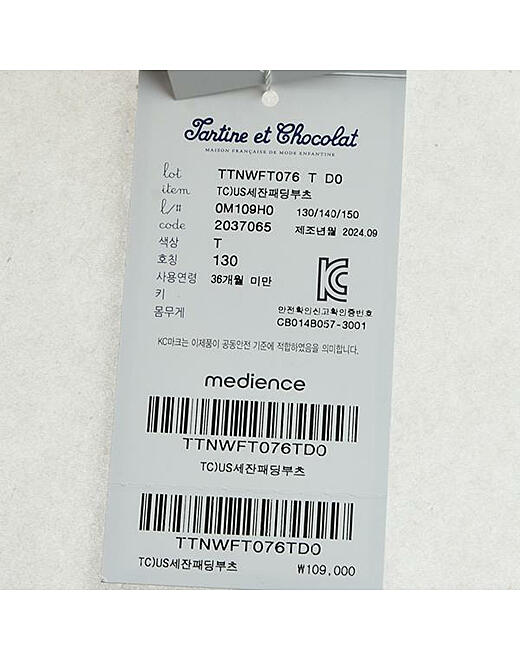 Tartine et Chocolat
MAISON FRANÇAISE DE MODE ENFANTINE
lot TTNWFT076 T D0
item TC)US세잔패딩부츠
l/# 0M109H0 130/140/150
code 2037065 제조년월 2024.09
색상 T
호칭 130
사용연령 36개월 미만
키
몸무게
안전확인신고확인증번호
CB014B057-3001
KC마크는 이제품이 공동안전 기준에 적합하였음을 의미합니다.
medience
TTNWFT076TD0
TC)US세잔패딩부츠
TTNWFT076TD0
TC)US세잔패딩부츠 ₩109,000